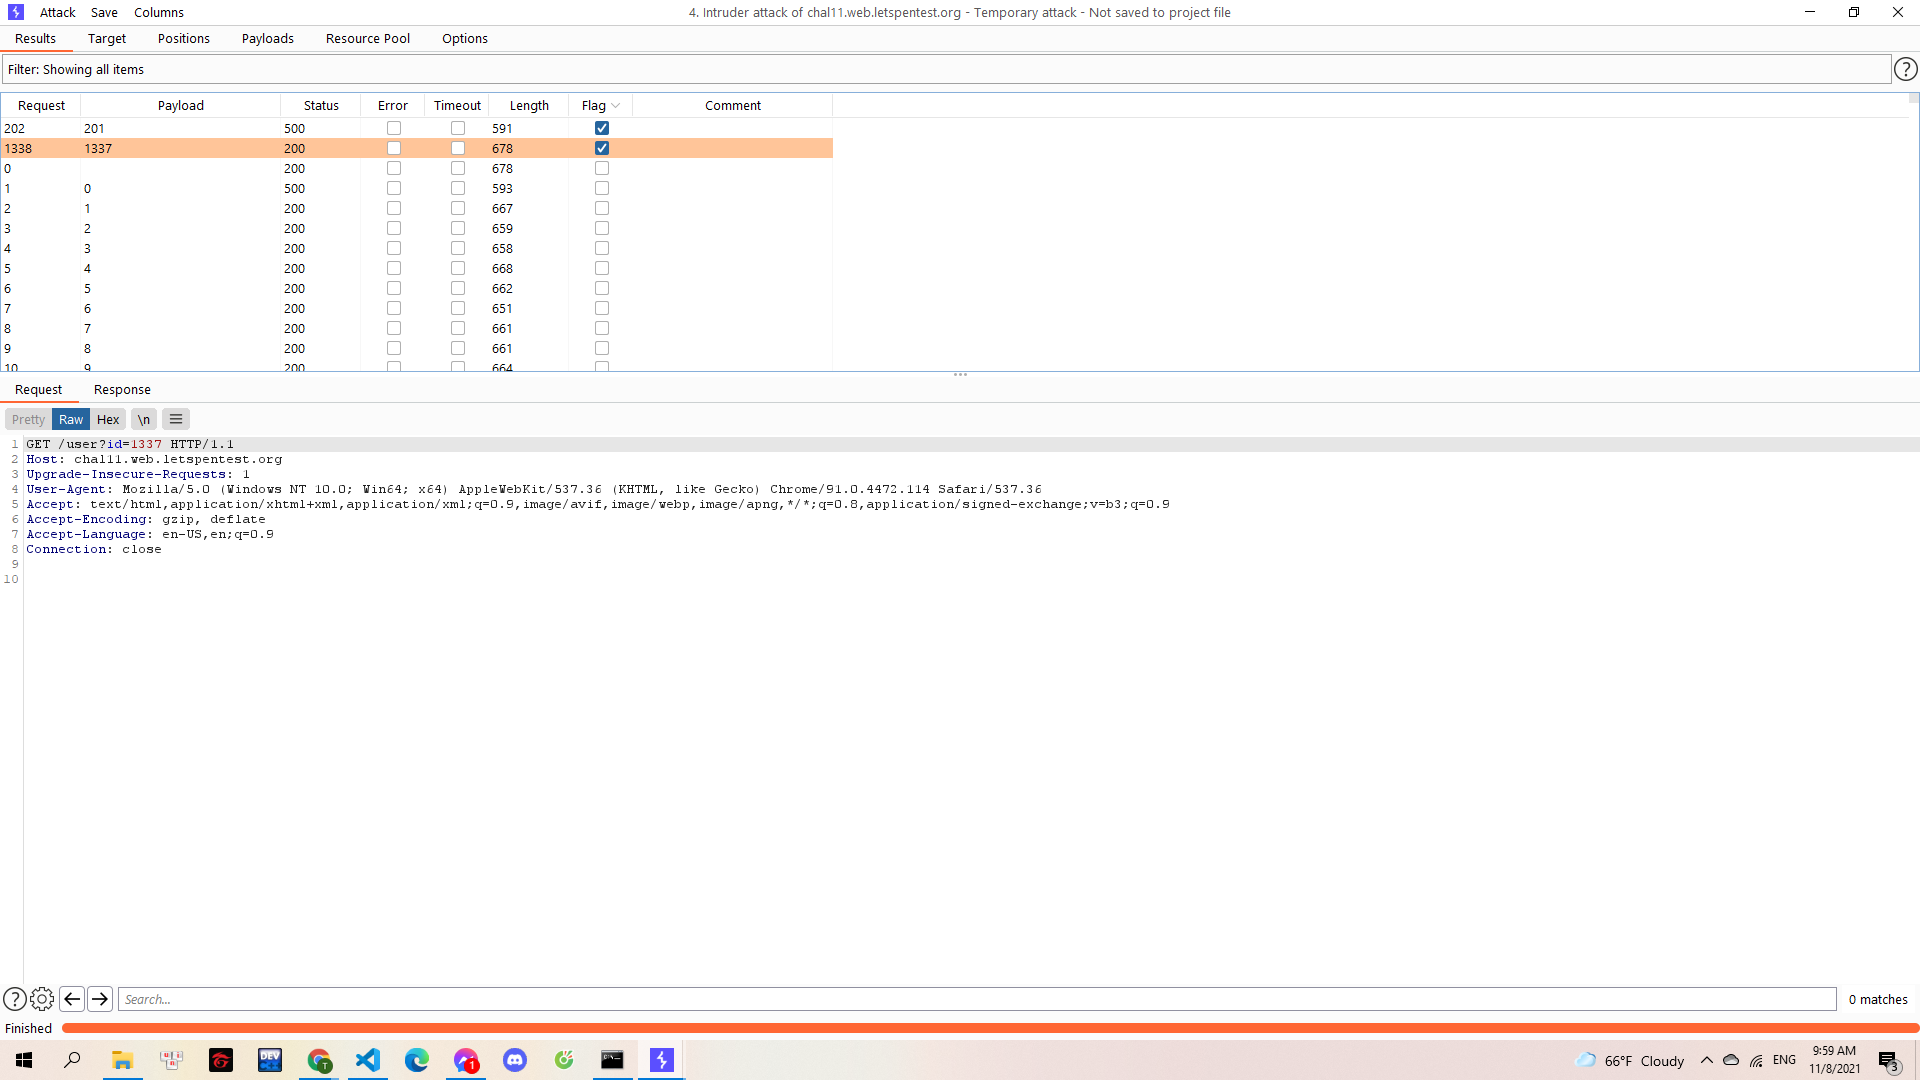 Attack Save Columns 4. Intruder attack of chal11.web.letspentest.org - Temporary attack - Not saved to project file
Results Target Positions Payloads Resource Pool Options
Filter: Showing all items ?
Request Payload Status Error Timeout Length Flag Comment
202 201 500 591
1338 1337 200 678
0 200 678
1 0 500 593
2 1 200 667
3 2 200 659
4 3 200 658
5 4 200 668
6 5 200 662
7 6 200 651
8 7 200 661
9 8 200 661
10 9 200 664
Request Response
Pretty Raw Hex \n
1 GET /user?id=1337 HTTP/1.1
2 Host: chal11.web.letspentest.org
3 Upgrade-Insecure-Requests: 1
4 User-Agent: Mozilla/5.0 (Windows NT 10.0; Win64; x64) AppleWebKit/537.36 (KHTML, like Gecko) Chrome/91.0.4472.114 Safari/537.36
5 Accept: text/html,application/xhtml+xml,application/xml;q=0.9,image/avif,image/webp,image/apng,*/*;q=0.8,application/signed-exchange;v=b3;q=0.9
6 Accept-Encoding: gzip, deflate
7 Accept-Language: en-US,en;q=0.9
8 Connection: close
9
10
? Search... 0 matches
Finished
DEV T 1 66°F Cloudy ENG 9:59 AM
11/8/2021 3